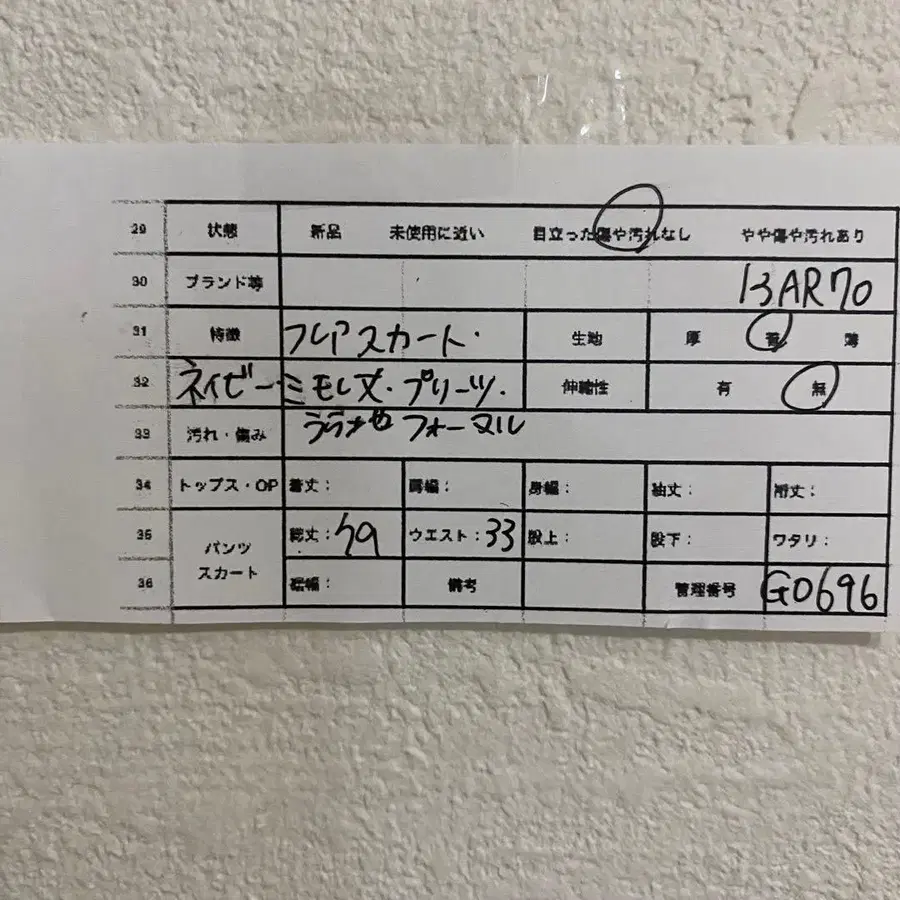 29 状態 新品 未使用に近い 目立った傷や汚れなし やや傷や汚れあり
30 ブランド等 13AR70
31 特徴 フレアスカート・ 生地 厚 普 薄
32 ネイビー・ミモレ丈・プリーツ・ 伸縮性 有 無
33 汚れ・傷み フォーマル
34 トップス・OP 着丈: 肩幅: 身幅: 袖丈: 裄丈:
35 パンツ スカート 総丈:79 ウエスト:33 股上: 股下: ワタリ:
36 裾幅: 備考 管理番号 G0696